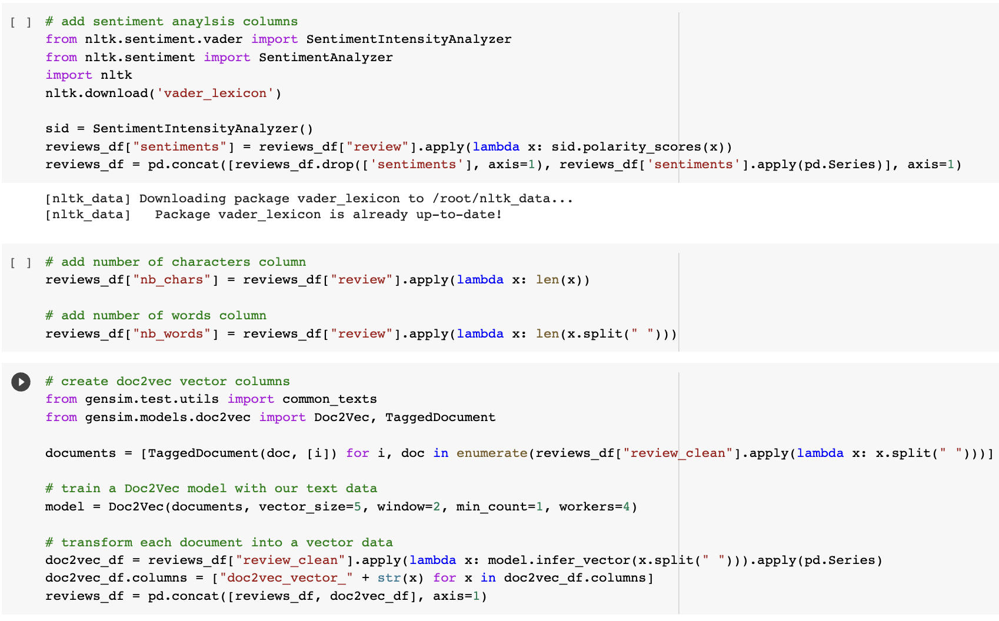 [ ] # add sentiment anaylsis columns
from nltk.sentiment.vader import SentimentIntensityAnalyzer
from nltk.sentiment import SentimentAnalyzer
import nltk
nltk.download('vader_lexicon')
sid = SentimentIntensityAnalyzer()
reviews_df["sentiments"] = reviews_df["review"].apply(lambda x: sid.polarity_scores(x))
reviews_df = pd.concat([reviews_df.drop(['sentiments'], axis=1), reviews_df['sentiments'].apply(pd.Series)], axis=1)
[nltk_data] Downloading package vader_lexicon to /root/nltk_data...
[nltk_data]   Package vader_lexicon is already up-to-date!
[ ] # add number of characters column
reviews_df["nb_chars"] = reviews_df["review"].apply(lambda x: len(x))
# add number of words column
reviews_df["nb_words"] = reviews_df["review"].apply(lambda x: len(x.split(" ")))
# create doc2vec vector columns
from gensim.test.utils import common_texts
from gensim.models.doc2vec import Doc2Vec, TaggedDocument
documents = [TaggedDocument(doc, [i]) for i, doc in enumerate(reviews_df["review_clean"].apply(lambda x: x.split(" ")))]
# train a Doc2Vec model with our text data
model = Doc2Vec(documents, vector_size=5, window=2, min_count=1, workers=4)
# transform each document into a vector data
doc2vec_df = reviews_df["review_clean"].apply(lambda x: model.infer_vector(x.split(" "))).apply(pd.Series)
doc2vec_df.columns = ["doc2vec_vector_" + str(x) for x in doc2vec_df.columns]
reviews_df = pd.concat([reviews_df, doc2vec_df], axis=1)